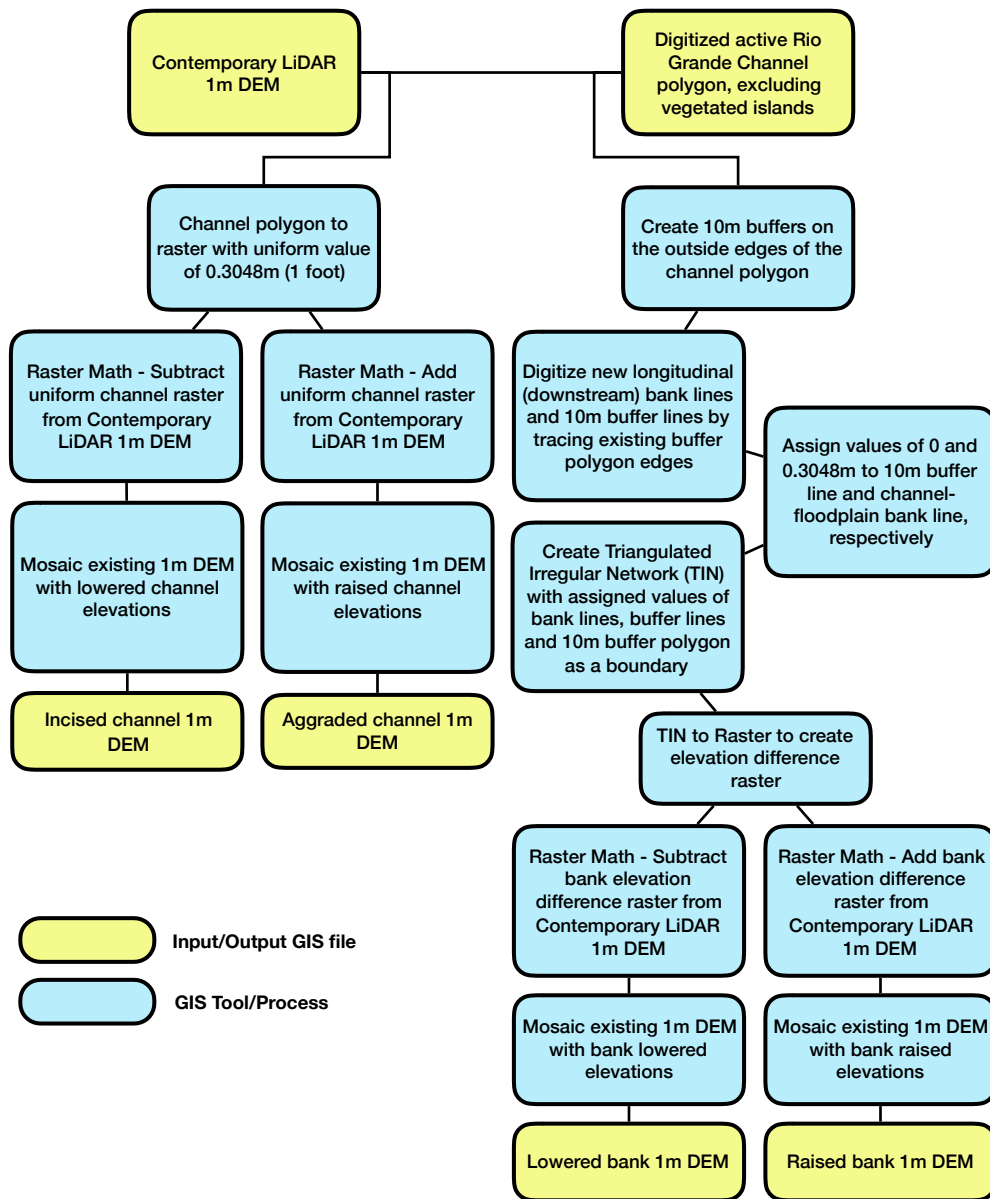 Contemporary LiDAR
1m DEM
Digitized active Rio
Grande Channel
polygon, excluding
vegetated islands
Channel polygon to
raster with uniform value
of 0.3048m (1 foot)
Create 10m buffers on
the outside edges of the
channel polygon
Raster Math - Subtract
uniform channel raster
from Contemporary
LiDAR 1m DEM
Raster Math - Add
uniform channel raster
from Contemporary
LiDAR 1m DEM
Digitize new longitudinal
(downstream) bank lines
and 10m buffer lines by
tracing existing buffer
polygon edges
Assign values of 0 and
0.3048m to 10m buffer
line and channel-
floodplain bank line,
respectively
Mosaic existing 1m DEM
with lowered channel
elevations
Mosaic existing 1m DEM
with raised channel
elevations
Create Triangulated
Irregular Network (TIN)
with assigned values of
bank lines, buffer lines
and 10m buffer polygon
as a boundary
Incised channel 1m
DEM
Aggraded channel 1m
DEM
TIN to Raster to create
elevation difference
raster
Raster Math - Subtract
bank elevation
difference raster from
Contemporary LiDAR
1m DEM
Raster Math - Add bank
elevation difference
raster from
Contemporary LiDAR
1m DEM
Input/Output GIS file
GIS Tool/Process
Mosaic existing 1m DEM
with bank lowered
elevations
Mosaic existing 1m DEM
with bank raised
elevations
Lowered bank 1m DEM
Raised bank 1m DEM